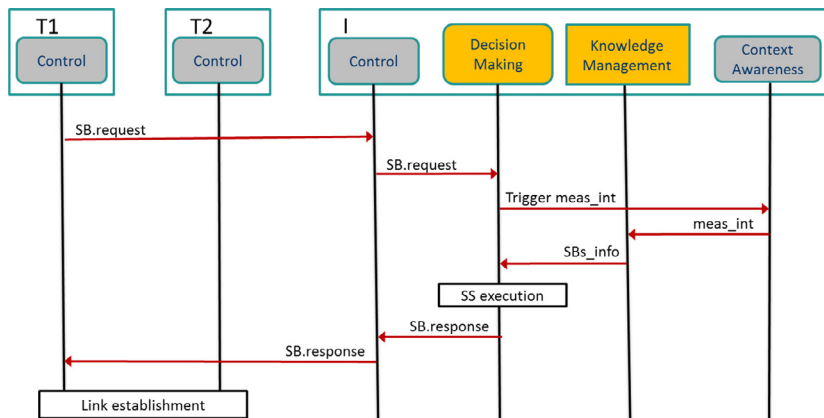 T1
T2
I
Control
Control
Control
Decision
Making
Knowledge
Management
Context
Awareness
SB.request
SB.request
Trigger meas_int
meas_int
SBs_info
SS execution
SB.response
SB.response
Link establishment